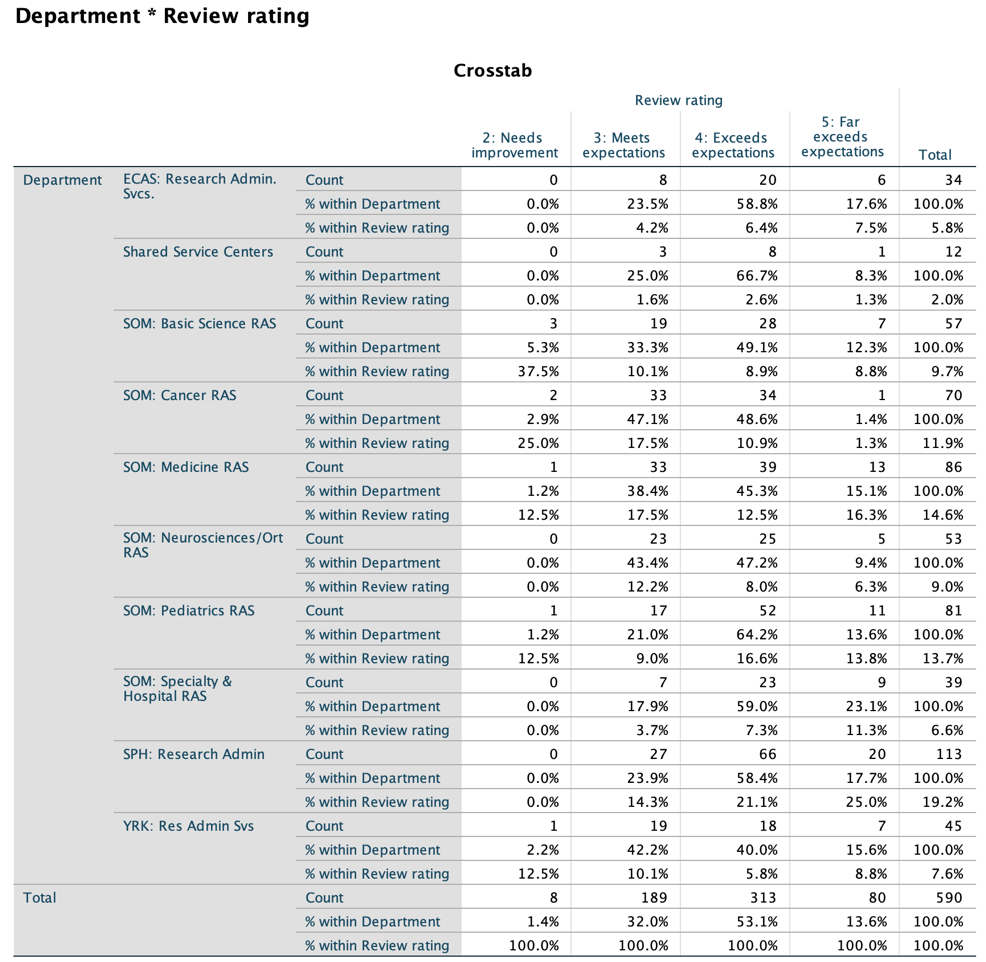 Department * Review rating
Crosstab
Review rating
2: Needs improvement 3: Meets expectations 4: Exceeds expectations 5: Far exceeds expectations Total
Department ECAS: Research Admin. Svcs. Count 0 8 20 6 34
% within Department 0.0% 23.5% 58.8% 17.6% 100.0%
% within Review rating 0.0% 4.2% 6.4% 7.5% 5.8%
Shared Service Centers Count 0 3 8 1 12
% within Department 0.0% 25.0% 66.7% 8.3% 100.0%
% within Review rating 0.0% 1.6% 2.6% 1.3% 2.0%
SOM: Basic Science RAS Count 3 19 28 7 57
% within Department 5.3% 33.3% 49.1% 12.3% 100.0%
% within Review rating 37.5% 10.1% 8.9% 8.8% 9.7%
SOM: Cancer RAS Count 2 33 34 1 70
% within Department 2.9% 47.1% 48.6% 1.4% 100.0%
% within Review rating 25.0% 17.5% 10.9% 1.3% 11.9%
SOM: Medicine RAS Count 1 33 39 13 86
% within Department 1.2% 38.4% 45.3% 15.1% 100.0%
% within Review rating 12.5% 17.5% 12.5% 16.3% 14.6%
SOM: Neurosciences/Ort RAS Count 0 23 25 5 53
% within Department 0.0% 43.4% 47.2% 9.4% 100.0%
% within Review rating 0.0% 12.2% 8.0% 6.3% 9.0%
SOM: Pediatrics RAS Count 1 17 52 11 81
% within Department 1.2% 21.0% 64.2% 13.6% 100.0%
% within Review rating 12.5% 9.0% 16.6% 13.8% 13.7%
SOM: Specialty & Hospital RAS Count 0 7 23 9 39
% within Department 0.0% 17.9% 59.0% 23.1% 100.0%
% within Review rating 0.0% 3.7% 7.3% 11.3% 6.6%
SPH: Research Admin Count 0 27 66 20 113
% within Department 0.0% 23.9% 58.4% 17.7% 100.0%
% within Review rating 0.0% 14.3% 21.1% 25.0% 19.2%
YRK: Res Admin Svs Count 1 19 18 7 45
% within Department 2.2% 42.2% 40.0% 15.6% 100.0%
% within Review rating 12.5% 10.1% 5.8% 8.8% 7.6%
Total Count 8 189 313 80 590
% within Department 1.4% 32.0% 53.1% 13.6% 100.0%
% within Review rating 100.0% 100.0% 100.0% 100.0% 100.0%